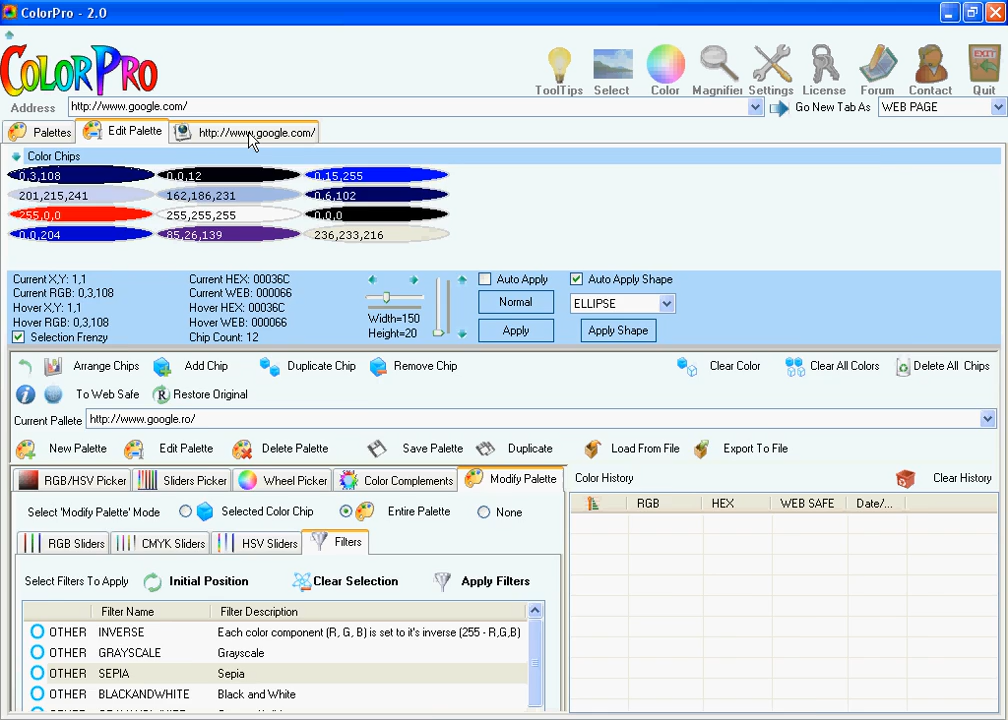 ColorPro - 2.0
COLORPRO
ToolTips Select Color Magnifier Settings License Forum Contact Quit
EXIT
Address http://www.google.com/ Go New Tab As WEB PAGE
Palettes Edit Palette http://www.google.com/
Color Chips
0,3,108 0,0,12 0,15,255
201,215,241 162,186,231 0,6,102
255,0,0 255,255,255 0,0,0
0,0,204 85,26,139 236,233,216
Current X,Y: 1,1 Current HEX: 00036C Auto Apply Auto Apply Shape
Current RGB: 0,3,108 Current WEB: 000066 Normal ELLIPSE
Hover X,Y: 1,1 Hover HEX: 00036C
Hover RGB: 0,3,108 Hover WEB: 000066 Width=150 Apply Apply Shape
Selection Frenzy Chip Count: 12 Height=20
Arrange Chips Add Chip Duplicate Chip Remove Chip Clear Color Clear All Colors Delete All Chips
To Web Safe Restore Original
Current Pallete http://www.google.ro/
New Palette Edit Palette Delete Palette Save Palette Duplicate Load From File Export To File
RGB/HSV Picker Sliders Picker Wheel Picker Color Complements Modify Palette Color History Clear History
RGB HEX WEB SAFE Date/...
Select 'Modify Palette' Mode Selected Color Chip Entire Palette None
RGB Sliders CMYK Sliders HSV Sliders Filters
Select Filters To Apply Initial Position Clear Selection Apply Filters
Filter Name Filter Description
OTHER INVERSE Each color component (R, G, B) is set to it's inverse (255 - R,G,B)
OTHER GRAYSCALE Grayscale
OTHER SEPIA Sepia
OTHER BLACKANDWHITE Black and White